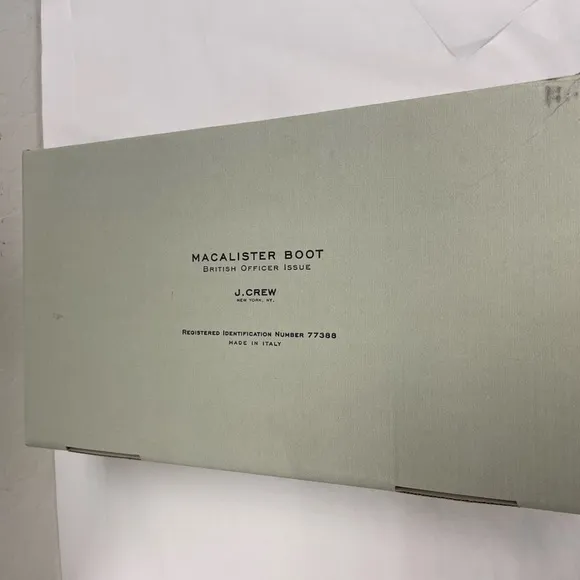 MACALISTER BOOT
BRITISH OFFICER ISSUE
J.CREW
NEW YORK, NY.
REGISTERED IDENTIFICATION NUMBER 77388
MADE IN ITALY